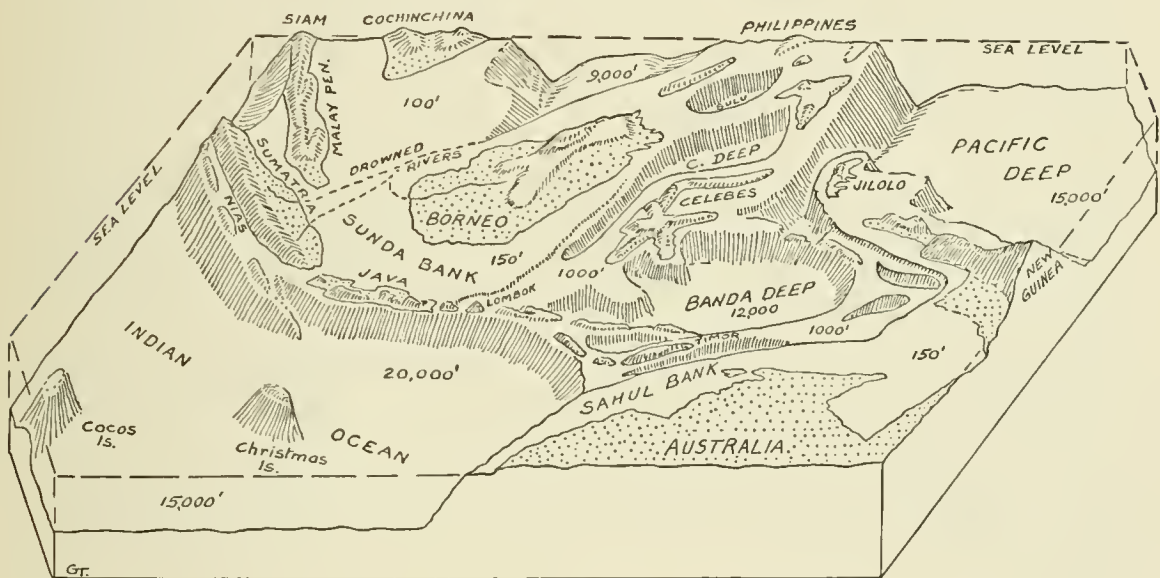 SIAM
COCHINCHINA
PHILIPPINES
SEA LEVEL
9,000'
100'
MALAY PEN.
SULU
PACIFIC
DEEP
15,000'
SEA LEVEL
SUMATRA
NIAS
DROWNED
RIVERS
C. DEEP
CELEBES
JILOLO
BORNEO
SUNDA BANK
150'
1000'
NEW
GUINEA
JAVA
LOMBOK
BANDA DEEP
12,000
1000'
TIMOR
150'
INDIAN
OCEAN
20,000'
SAHUL BANK
AUSTRALIA
Cocos
Is.
Christmas
Is.
15,000'
GT.